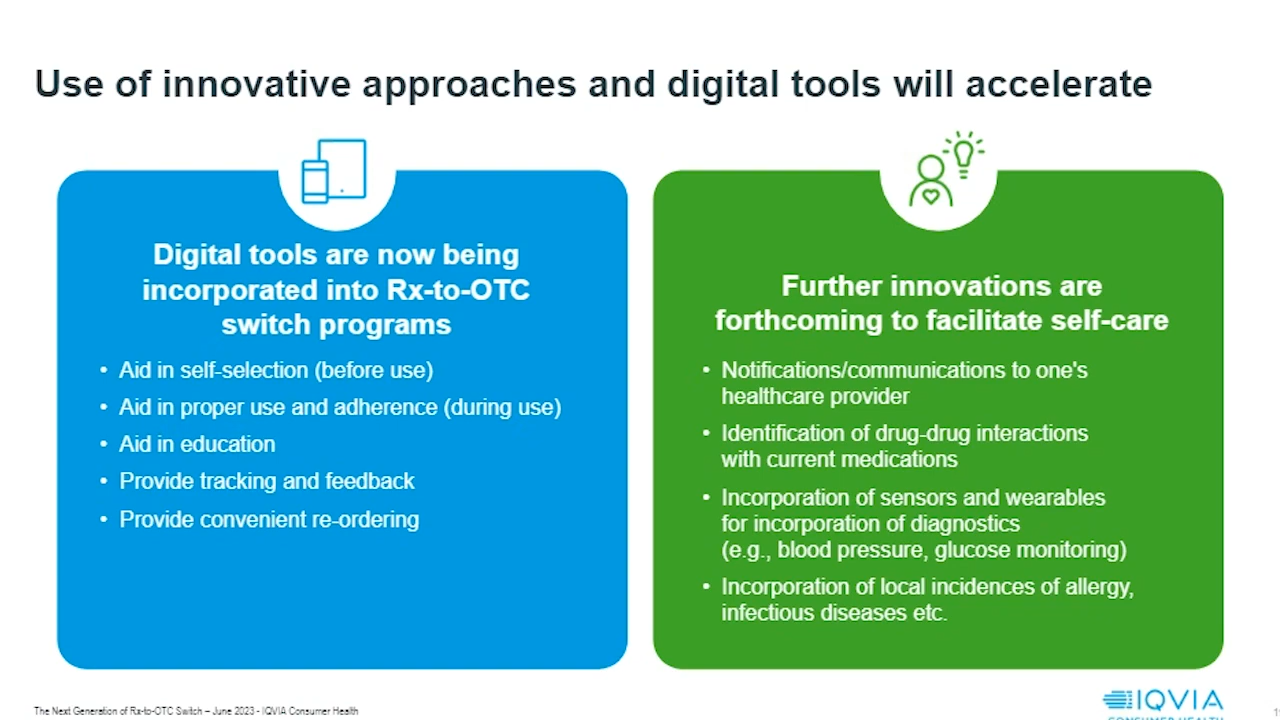 Use of innovative approaches and digital tools will accelerate
Digital tools are now being
incorporated into Rx-to-OTC
switch programs
• Aid in self-selection (before use)
• Aid in proper use and adherence (during use)
• Aid in education
• Provide tracking and feedback
• Provide convenient re-ordering
Further innovations are
forthcoming to facilitate self-care
• Notifications/communications to one's
healthcare provider
• Identification of drug-drug interactions
with current medications
• Incorporation of sensors and wearables
for incorporation of diagnostics
(e.g., blood pressure, glucose monitoring)
• Incorporation of local incidences of allergy,
infectious diseases etc.
The Next Generation of Rx-to-OTC Switch – June 2023 - IQVIA Consumer Health
IQVIA
CONSUMER HEALTH